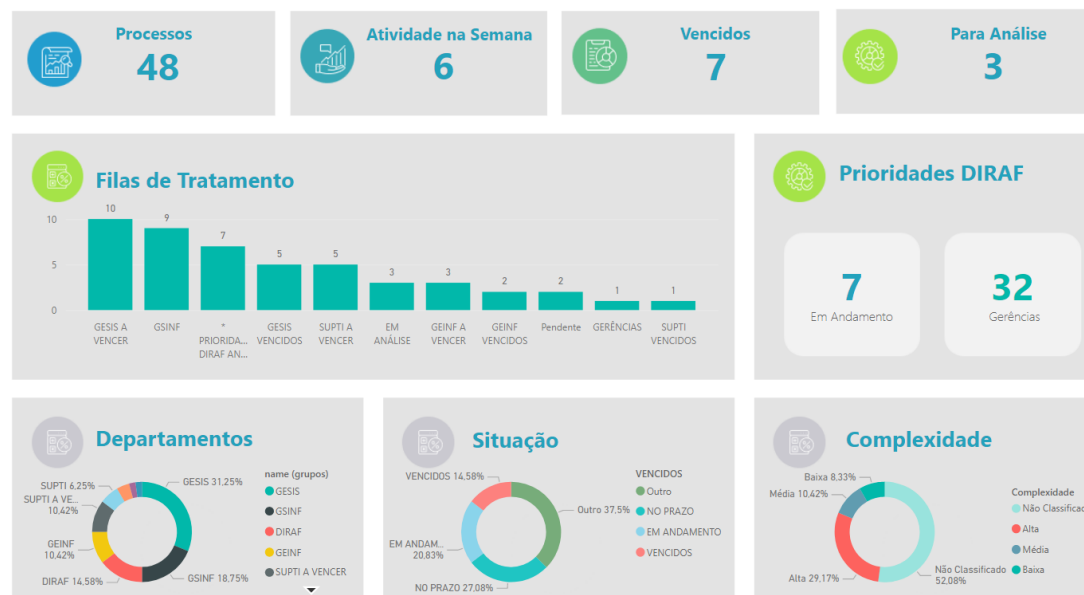 Processos
48
Atividade na Semana
6
Vencidos
7
Para Análise
3
Filas de Tratamento
10
5
0
10
9
7
5
5
3
3
2
2
1
1
GESIS A
VENCER
GSINF
*
PRIORIDA...
DIRAF AN...
GESIS
VENCIDOS
SUPTI A
VENCER
EM
ANÁLISE
GEINF A
VENCER
GEINF
VENCIDOS
Pendente
GERÊNCIAS
SUPTI
VENCIDOS
Prioridades DIRAF
7
Em Andamento
32
Gerências
Departamentos
SUPTI 6,25%
SUPTI A VE...
10,42%
GEINF
10,42%
DIRAF 14,58%
GESIS 31,25%
GSINF 18,75%
name (grupos)
GESIS
GSINF
DIRAF
GEINF
SUPTI A VENCER
Situação
VENCIDOS 14,58%
EM ANDAM...
20,83%
NO PRAZO 27,08%
Outro 37,5%
VENCIDOS
Outro
NO PRAZO
EM ANDAMENTO
VENCIDOS
Complexidade
Baixa 8.33%
Média 10,42%
Alta 29,17%
Não Classificado
52,08%
Complexidade
Não Classificad
Alta
Média
Baixa